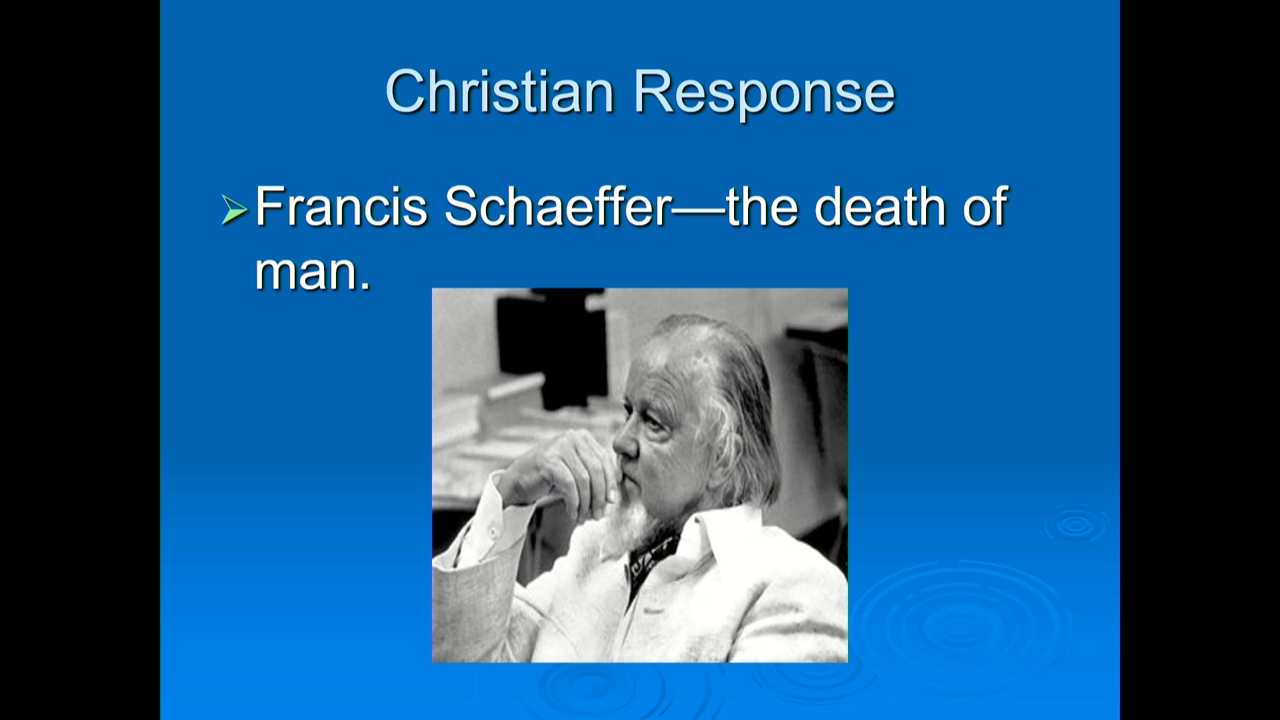 Christian Response
Francis Schaeffer—the death of
man.